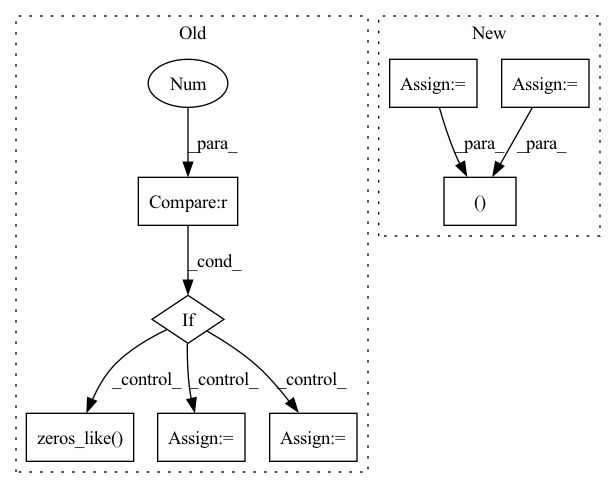 Old
New
Num
Assign:=
Assign:=
_para_
_para_
_para_
Compare:r
()
_cond_
If
_control_
_control_
_control_
zeros_like()
Assign:=
Assign:=